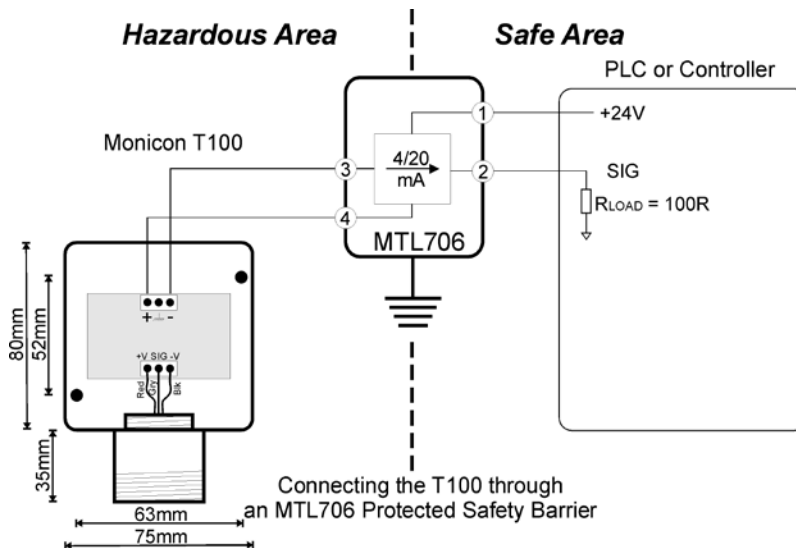 Hazardous Area
Safe Area
PLC or Controller
1
+24V
Monicon T100
4/20
mA
3
2
SIG
RLOAD = 100R
4
MTL706
+ ⏊ -
+V SIG -V
Red
Gry
Blk
80mm
52mm
35mm
63mm
75mm
Connecting the T100 through
an MTL706 Protected Safety Barrier